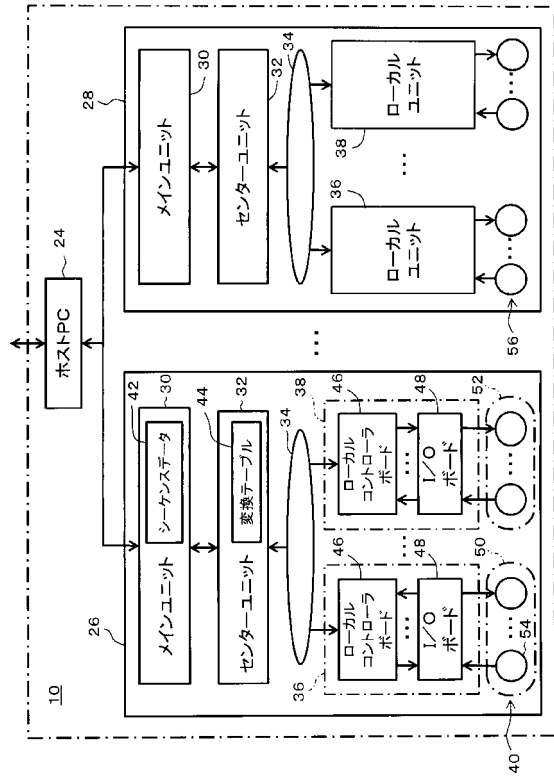 10
24
ホストPC
26
メインユニット
42
シーケンスデータ
30
センターユニット
44
変換テーブル
32
34
36
38
ローカル
コントローラ
ボード
46
I/O
ボード
48
ローカル
コントローラ
ボード
46
I/O
ボード
48
50
52
54
40
28
メインユニット
30
センターユニット
32
34
ローカル
ユニット
36
ローカル
ユニット
38
56